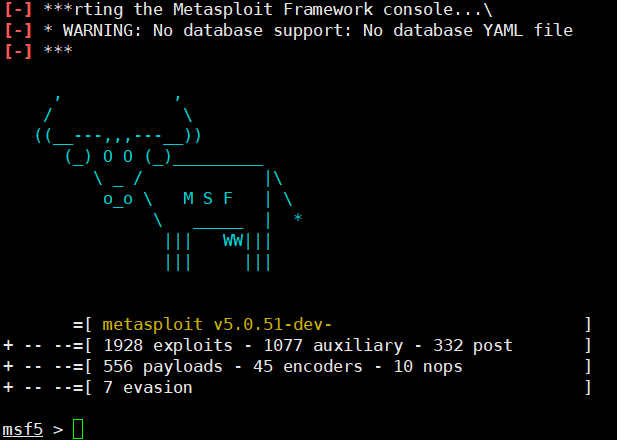 [-] ***rting the Metasploit Framework console...\
[-] * WARNING: No database support: No database YAML file
[-] ***
     ,           ,
    /             \
   ((__---,,,---__))
      (_) O O (_)_________
         \ _ /            |\
          o_o \   M S F   | \
               \   _____  |  *
                |||   WW|||
                |||     |||
       =[ metasploit v5.0.51-dev-                         ]
+ -- --=[ 1928 exploits - 1077 auxiliary - 332 post       ]
+ -- --=[ 556 payloads - 45 encoders - 10 nops            ]
+ -- --=[ 7 evasion                                       ]
msf5 >